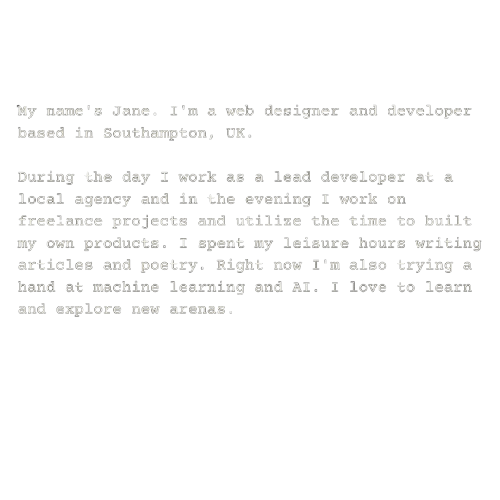 My name's Jane. I'm a web designer and developer
based in Southampton, UK.
During the day I work as a lead developer at a
local agency and in the evening I work on
freelance projects and utilize the time to built
my own products. I spent my leisure hours writing
articles and poetry. Right now I'm also trying a
hand at machine learning and AI. I love to learn
and explore new arenas.